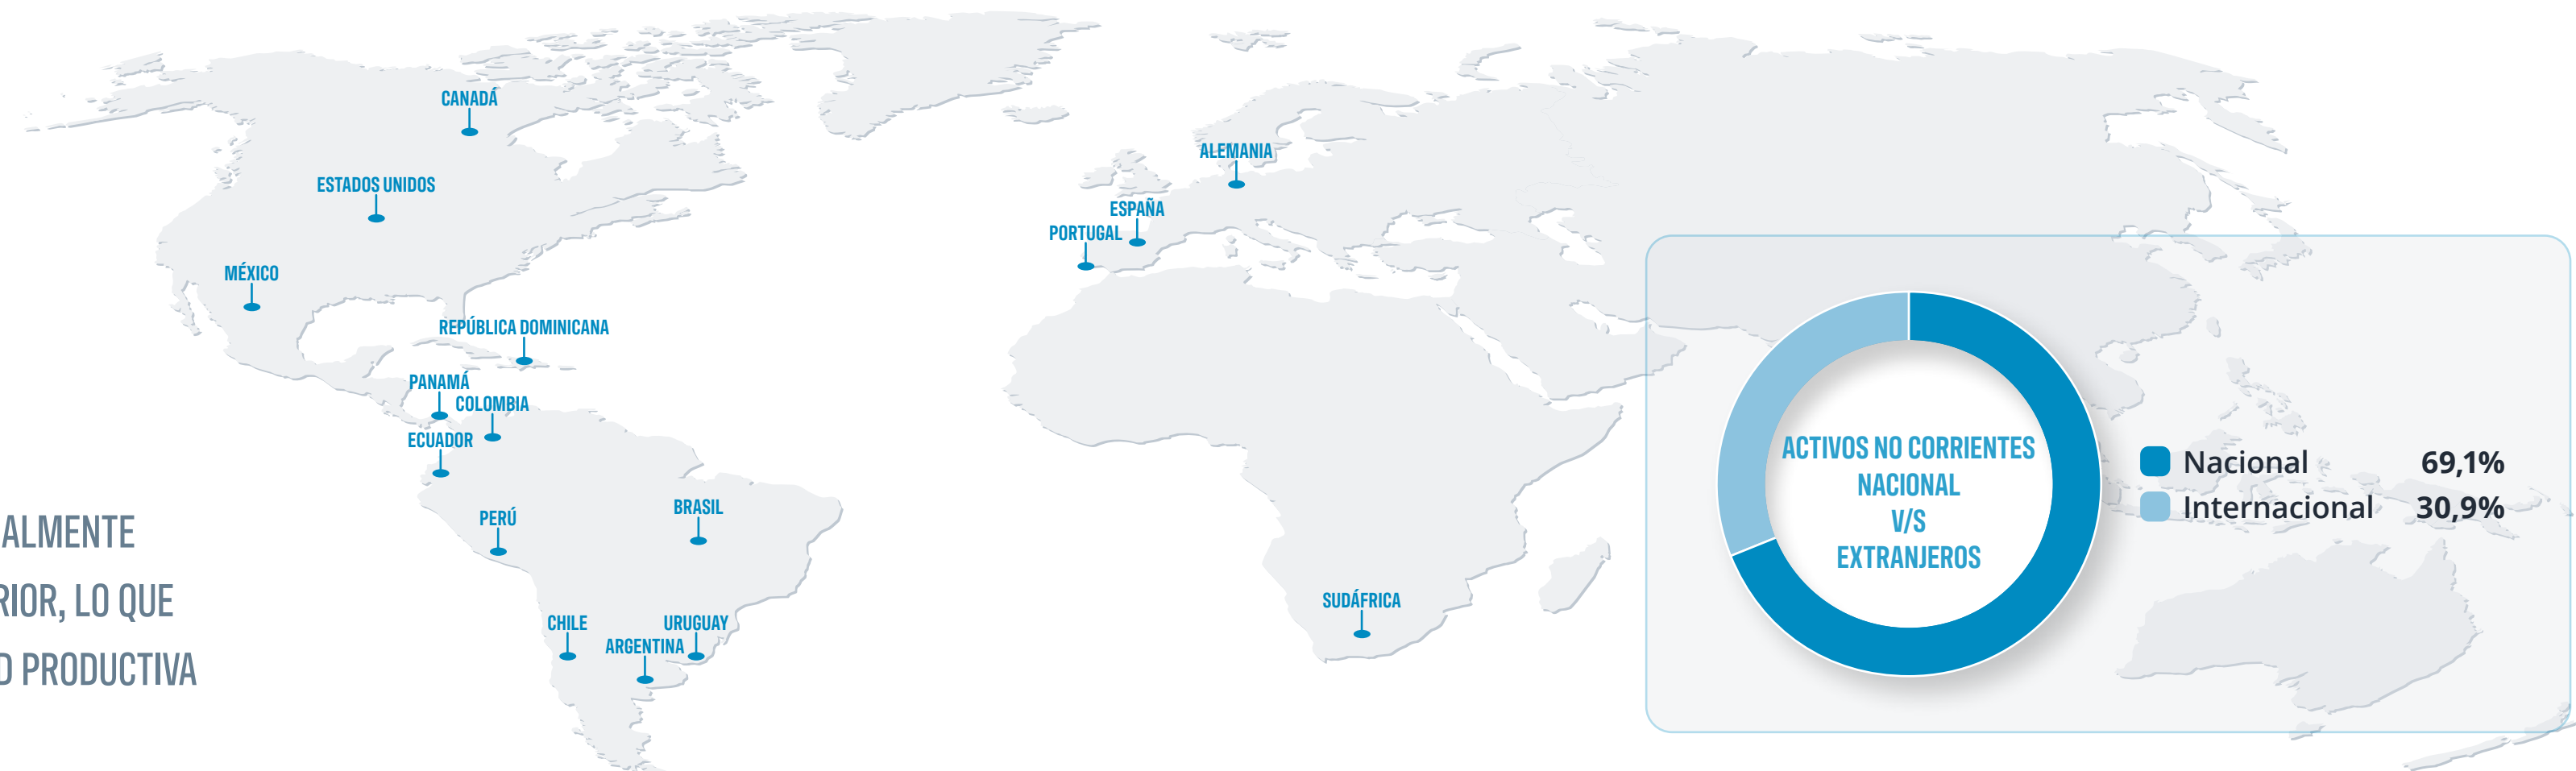 CANADÁ
ESTADOS UNIDOS
MÉXICO
REPÚBLICA DOMINICANA
PANAMÁ
COLOMBIA
ECUADOR
PERÚ
BRASIL
CHILE
URUGUAY
ARGENTINA
ALEMANIA
ESPAÑA
PORTUGAL
SUDÁFRICA
ALMENTE
RIOR, LO QUE
D PRODUCTIVA
ACTIVOS NO CORRIENTES
NACIONAL
V/S
EXTRANJEROS
Nacional 69,1%
Internacional 30,9%